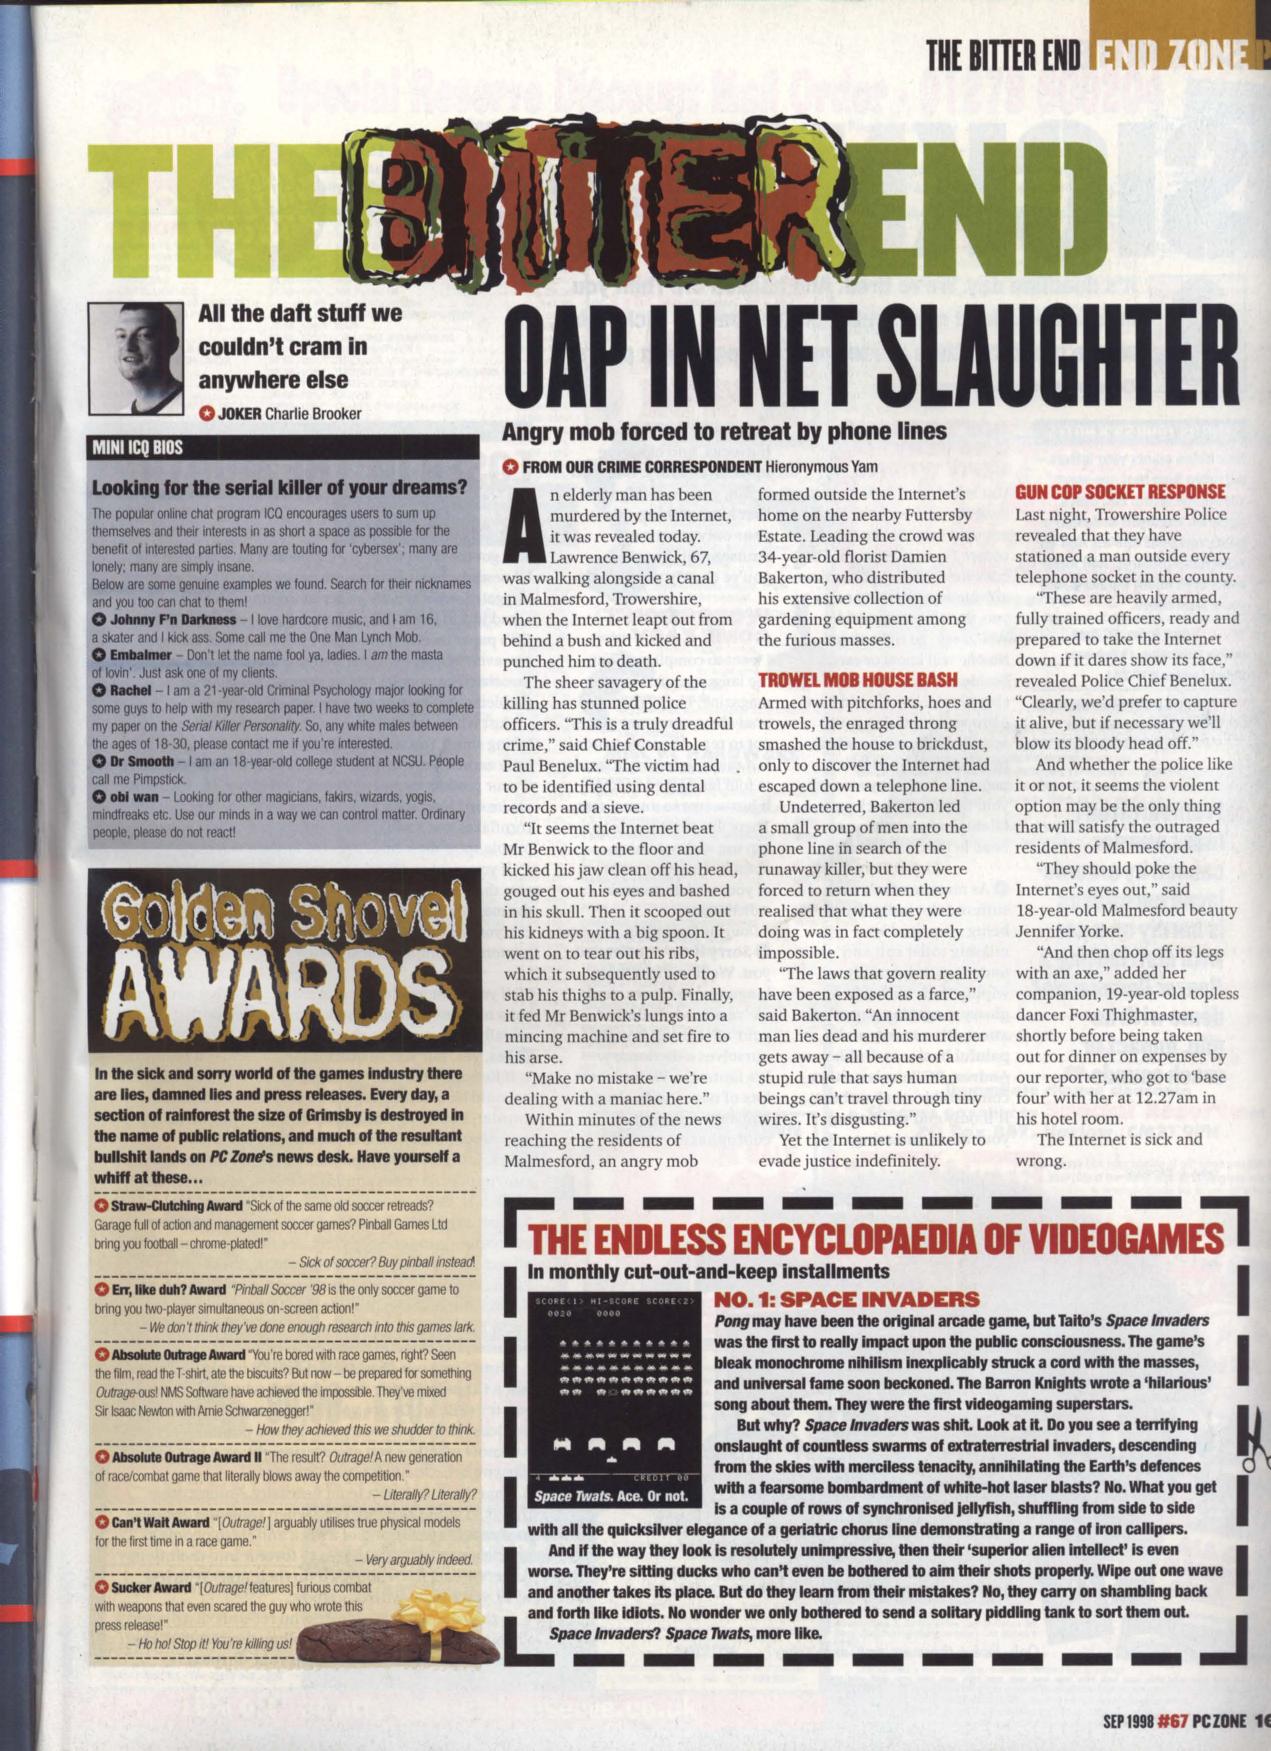 THE BITTER END END ZONE
THE BITTER END
All the daft stuff we
couldn't cram in
anywhere else
JOKER Charlie Brooker
MINI ICQ BIOS
Looking for the serial killer of your dreams?
The popular online chat program ICQ encourages users to sum up
themselves and their interests in as short a space as possible for the
benefit of interested parties. Many are touting for 'cybersex'; many are
lonely; many are simply insane.
Below are some genuine examples we found. Search for their nicknames
and you too can chat to them!
Johnny F'n Darkness – I love hardcore music, and I am 16,
a skater and I kick ass. Some call me the One Man Lynch Mob.
Embalmer – Don't let the name fool ya, ladies. I am the masta
of lovin'. Just ask one of my clients.
Rachel – I am a 21-year-old Criminal Psychology major looking for
some guys to help with my research paper. I have two weeks to complete
my paper on the Serial Killer Personality. So, any white males between
the ages of 18-30, please contact me if you're interested.
Dr Smooth – I am an 18-year-old college student at NCSU. People
call me Pimpstick.
obi wan – Looking for other magicians, fakirs, wizards, yogis,
mindfreaks etc. Use our minds in a way we can control matter. Ordinary
people, please do not react!
Golden Shovel
AWARDS
In the sick and sorry world of the games industry there
are lies, damned lies and press releases. Every day, a
section of rainforest the size of Grimsby is destroyed in
the name of public relations, and much of the resultant
bullshit lands on PC Zone's news desk. Have yourself a
whiff at these...
Straw-Clutching Award "Sick of the same old soccer retreads?
Garage full of action and management soccer games? Pinball Games Ltd
bring you football – chrome-plated!"
– Sick of soccer? Buy pinball instead!
Err, like duh? Award "Pinball Soccer '98 is the only soccer game to
bring you two-player simultaneous on-screen action!"
– We don't think they've done enough research into this games lark.
Absolute Outrage Award "You're bored with race games, right? Seen
the film, read the T-shirt, ate the biscuits? But now – be prepared for something
Outrage-ous! NMS Software have achieved the impossible. They've mixed
Sir Isaac Newton with Arnie Schwarzenegger!"
– How they achieved this we shudder to think.
Absolute Outrage Award II "The result? Outrage! A new generation
of race/combat game that literally blows away the competition."
– Literally? Literally?
Can't Wait Award "[Outrage!] arguably utilises true physical models
for the first time in a race game."
– Very arguably indeed.
Sucker Award "[Outrage! features] furious combat
with weapons that even scared the guy who wrote this
press release!"
– Ho ho! Stop it! You're killing us!
OAP IN NET SLAUGHTER
Angry mob forced to retreat by phone lines
FROM OUR CRIME CORRESPONDENT Hieronymous Yam
An elderly man has been
murdered by the Internet,
it was revealed today.
Lawrence Benwick, 67,
was walking alongside a canal
in Malmesford, Trowershire,
when the Internet leapt out from
behind a bush and kicked and
punched him to death.
The sheer savagery of the
killing has stunned police
officers. "This is a truly dreadful
crime," said Chief Constable
Paul Benelux. "The victim had
to be identified using dental
records and a sieve.
"It seems the Internet beat
Mr Benwick to the floor and
kicked his jaw clean off his head,
gouged out his eyes and bashed
in his skull. Then it scooped out
his kidneys with a big spoon. It
went on to tear out his ribs,
which it subsequently used to
stab his thighs to a pulp. Finally,
it fed Mr Benwick's lungs into a
mincing machine and set fire to
his arse.
"Make no mistake – we're
dealing with a maniac here."
Within minutes of the news
reaching the residents of
Malmesford, an angry mob
formed outside the Internet's
home on the nearby Futtersby
Estate. Leading the crowd was
34-year-old florist Damien
Bakerton, who distributed
his extensive collection of
gardening equipment among
the furious masses.
TROWEL MOB HOUSE BASH
Armed with pitchforks, hoes and
trowels, the enraged throng
smashed the house to brickdust,
only to discover the Internet had
escaped down a telephone line.
Undeterred, Bakerton led
a small group of men into the
phone line in search of the
runaway killer, but they were
forced to return when they
realised that what they were
doing was in fact completely
impossible.
"The laws that govern reality
have been exposed as a farce,"
said Bakerton. "An innocent
man lies dead and his murderer
gets away – all because of a
stupid rule that says human
beings can't travel through tiny
wires. It's disgusting."
Yet the Internet is unlikely to
evade justice indefinitely.
GUN COP SOCKET RESPONSE
Last night, Trowershire Police
revealed that they have
stationed a man outside every
telephone socket in the county.
"These are heavily armed,
fully trained officers, ready and
prepared to take the Internet
down if it dares show its face,"
revealed Police Chief Benelux.
"Clearly, we'd prefer to capture
it alive, but if necessary we'll
blow its bloody head off."
And whether the police like
it or not, it seems the violent
option may be the only thing
that will satisfy the outraged
residents of Malmesford.
"They should poke the
Internet's eyes out," said
18-year-old Malmesford beauty
Jennifer Yorke.
"And then chop off its legs
with an axe," added her
companion, 19-year-old topless
dancer Foxi Thighmaster,
shortly before being taken
out for dinner on expenses by
our reporter, who got to 'base
four' with her at 12.27am in
his hotel room.
The Internet is sick and
wrong.
THE ENDLESS ENCYCLOPAEDIA OF VIDEOGAMES
In monthly cut-out-and-keep installments
SCORE<1> HI-SCORE SCORE<2>
0020 0000
4 CREDIT 00
Space Twats. Ace. Or not.
NO. 1: SPACE INVADERS
Pong may have been the original arcade game, but Taito's Space Invaders
was the first to really impact upon the public consciousness. The game's
bleak monochrome nihilism inexplicably struck a cord with the masses,
and universal fame soon beckoned. The Barron Knights wrote a 'hilarious'
song about them. They were the first videogaming superstars.
But why? Space Invaders was shit. Look at it. Do you see a terrifying
onslaught of countless swarms of extraterrestrial invaders, descending
from the skies with merciless tenacity, annihilating the Earth's defences
with a fearsome bombardment of white-hot laser blasts? No. What you get
is a couple of rows of synchronised jellyfish, shuffling from side to side
with all the quicksilver elegance of a geriatric chorus line demonstrating a range of iron callipers.
And if the way they look is resolutely unimpressive, then their 'superior alien intellect' is even
worse. They're sitting ducks who can't even be bothered to aim their shots properly. Wipe out one wave
and another takes its place. But do they learn from their mistakes? No, they carry on shambling back
and forth like idiots. No wonder we only bothered to send a solitary piddling tank to sort them out.
Space Invaders? Space Twats, more like.
SEP 1998 #67 PC ZONE